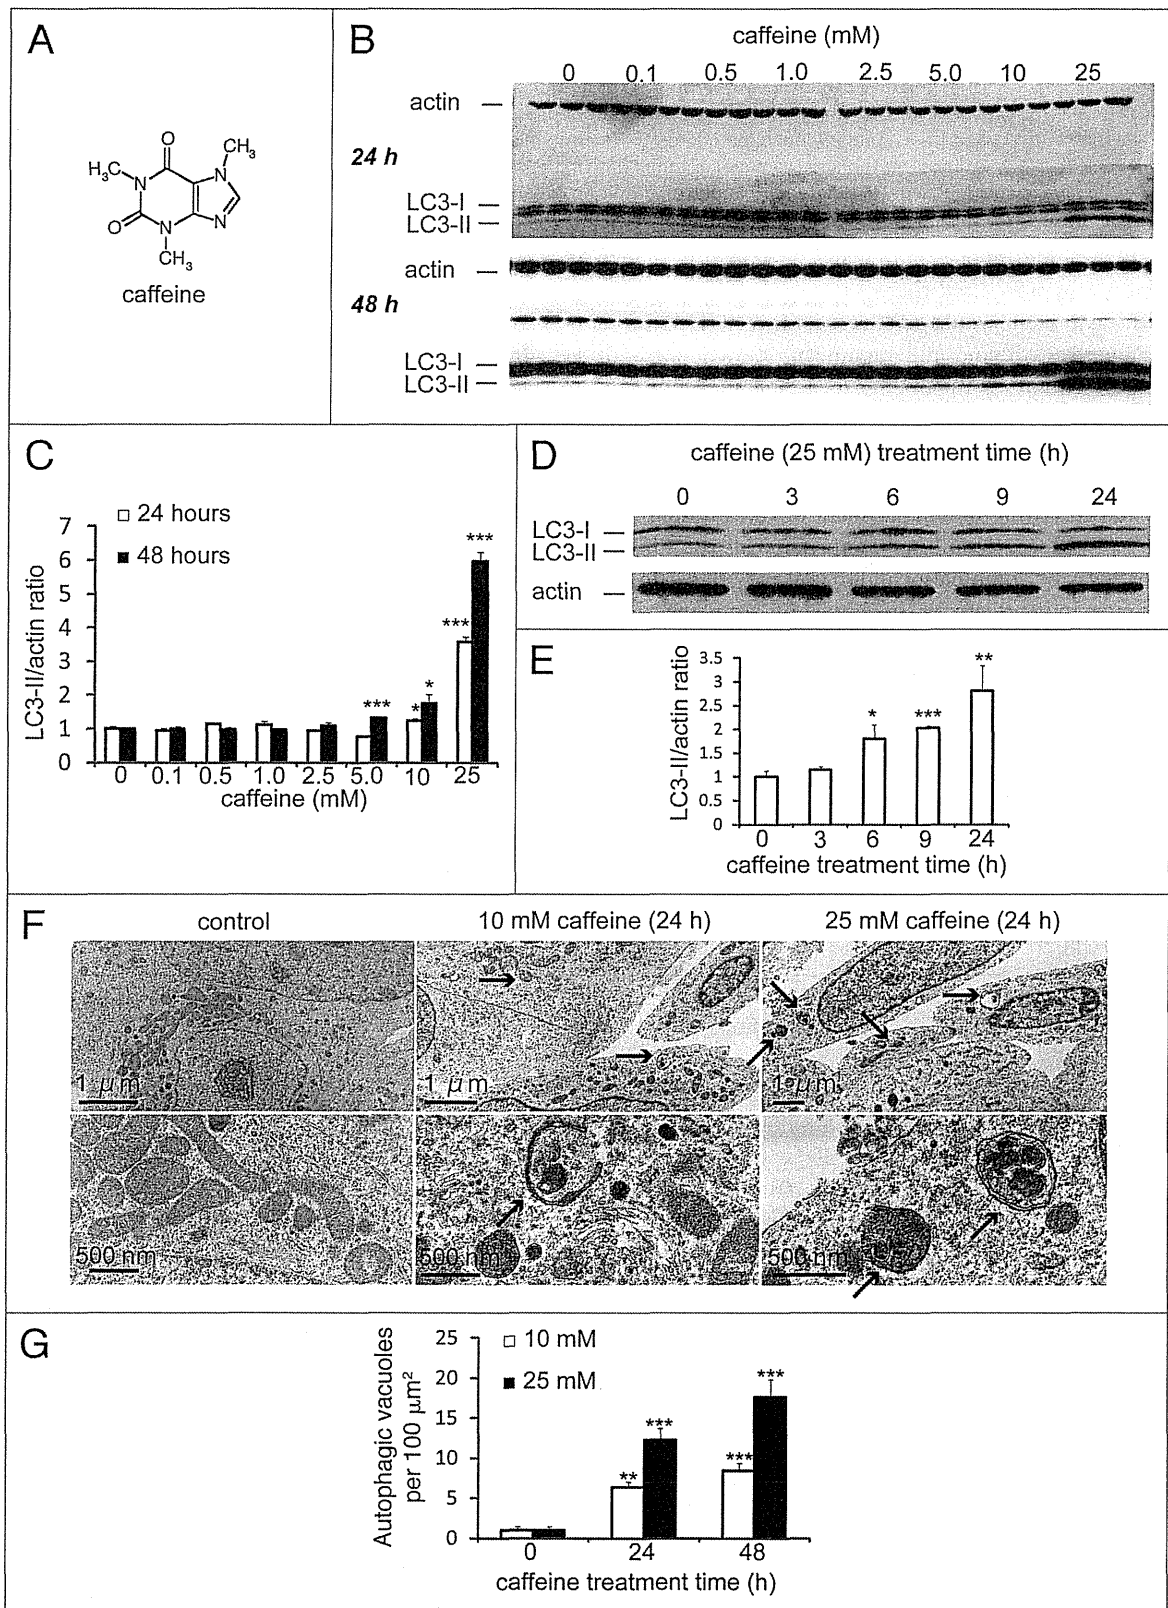 A
O
CH3
H3C
N
N
O
N
N
CH3
caffeine
B
caffeine (mM)
0 0.1 0.5 1.0 2.5 5.0 10 25
actin
24 h
LC3-I
LC3-II
actin
48 h
LC3-I
LC3-II
C
24 hours
48 hours
LC3-II/actin ratio
7
6
5
4
3
2
1
0
***
***
***
*
*
0 0.1 0.5 1.0 2.5 5.0 10 25
caffeine (mM)
D
caffeine (25 mM) treatment time (h)
0 3 6 9 24
LC3-I
LC3-II
actin
E
LC3-II/actin ratio
3.5
3
2.5
2
1.5
1
0.5
0
* *** **
0 3 6 9 24
caffeine treatment time (h)
F
control
10 mM caffeine (24 h)
25 mM caffeine (24 h)
1 μm
1 μm
1 μm
500 nm
500 nm
500 nm
G
Autophagic vacuoles
per 100 μm²
10 mM
25 mM
25
20
15
10
5
0
** *** *** ***
0 24 48
caffeine treatment time (h)